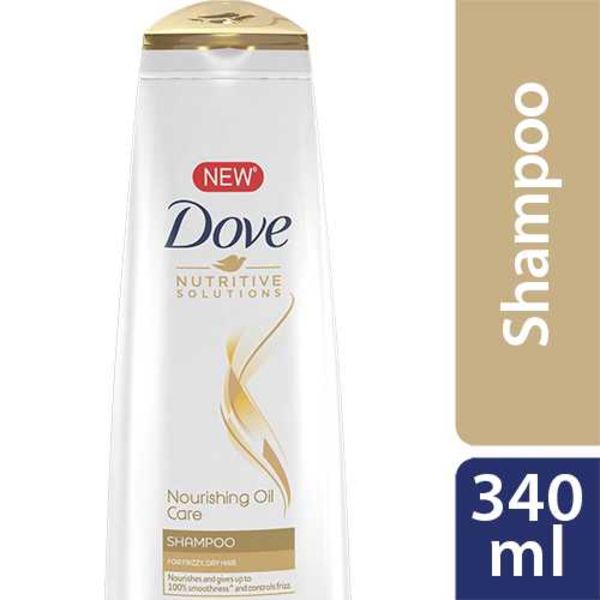 NEW*
Dove
NUTRITIVE
SOLUTIONS
Nourishing Oil
Care
SHAMPOO
FOR FRIZZY, DRY HAIR
Nourishes and gives up to
100% smoothness* and controls frizz.
Shampoo
340
ml